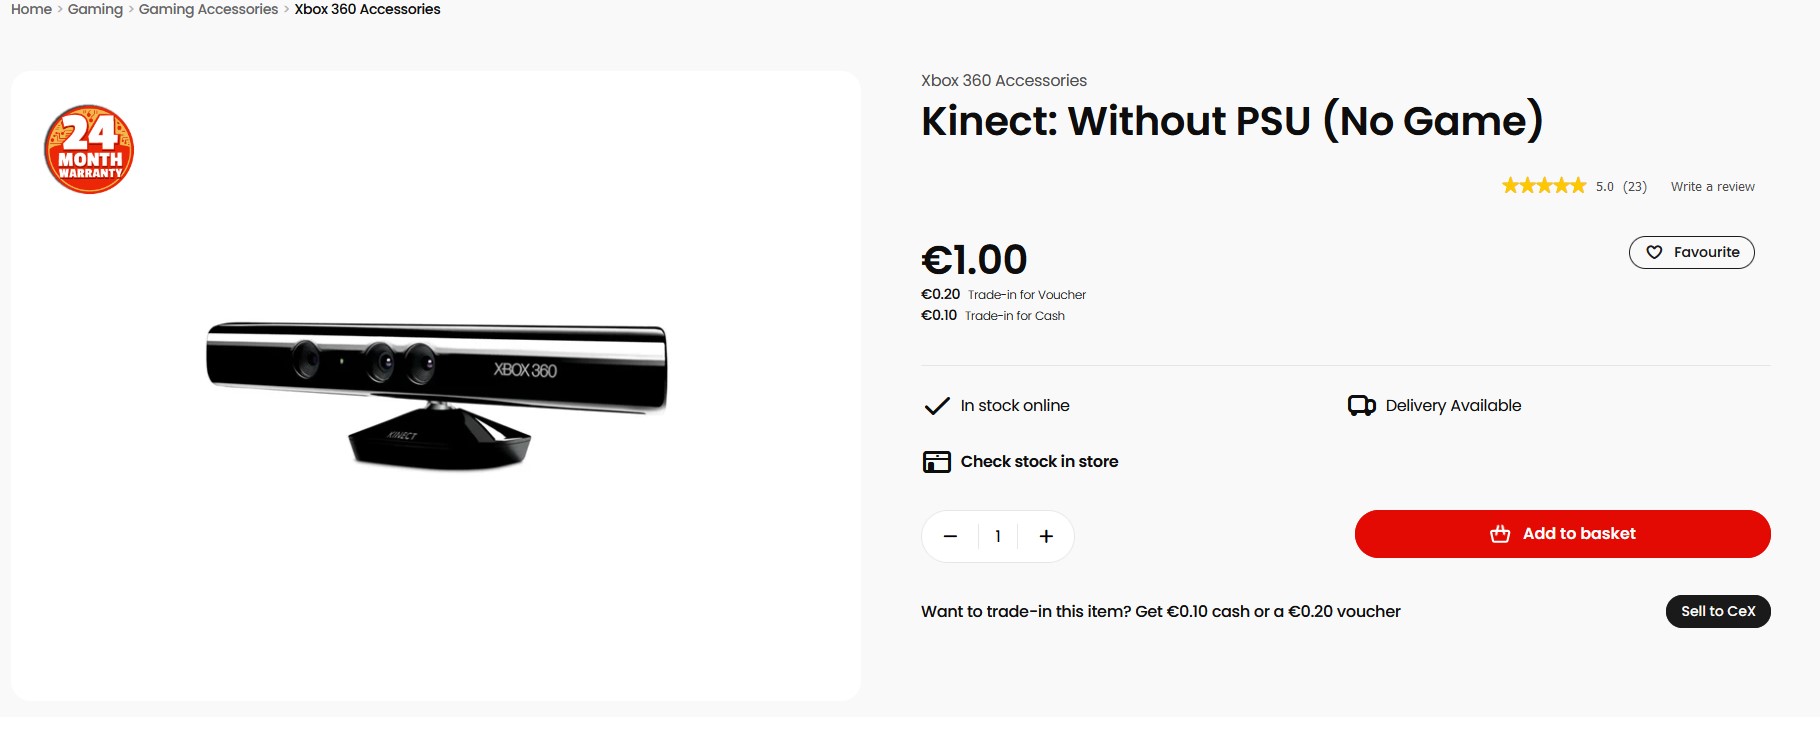 Home > Gaming > Gaming Accessories > Xbox 360 Accessories
24
MONTH
WARRANTY
XBOX 360
KINECT
Xbox 360 Accessories
Kinect: Without PSU (No Game)
5.0 (23) Write a review
€1.00
Favourite
€0.20 Trade-in for Voucher
€0.10 Trade-in for Cash
In stock online
Delivery Available
Check stock in store
− 1 +
Add to basket
Want to trade-in this item? Get €0.10 cash or a €0.20 voucher
Sell to CeX